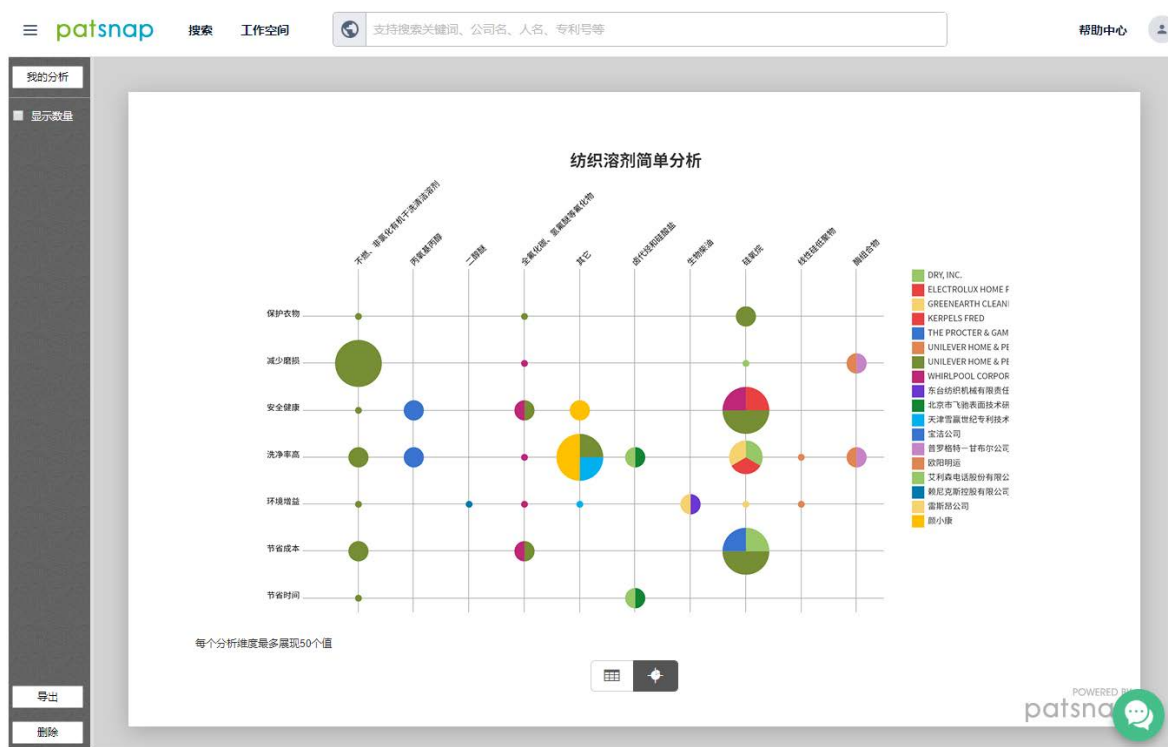 patsnap 搜索 工作空间 支持搜索关键词、公司名、人名、专利号等 帮助中心
我的分析
显示数量
纺织溶剂简单分析
不燃、非氯化有机干洗清洁溶剂
丙氧基丙醇
二醇醚
全氟化碳、氢氟醚等氟化物
其它
卤代烃和硅酸盐
生物柴油
硅氧烷
线性硅低聚物
酶组合物
保护衣物
减少磨损
安全健康
洗净率高
环境增益
节省成本
节省时间
DRY, INC.
ELECTROLUX HOME F
GREENEARTH CLEANI
KERPELS FRED
THE PROCTER & GAM
UNILEVER HOME & PE
UNILEVER HOME & PE
WHIRLPOOL CORPOR
东台纺织机械有限责任
北京市飞驰表面技术研
天津雪赢世纪专利技术
宝洁公司
普罗格特-甘布尔公司
欧阳明运
艾利森电话股份有限公
赖尼克斯控股有限公司
雷斯昂公司
颜小康
每个分析维度最多展现50个值
导出
删除
POWERED BY
patsna